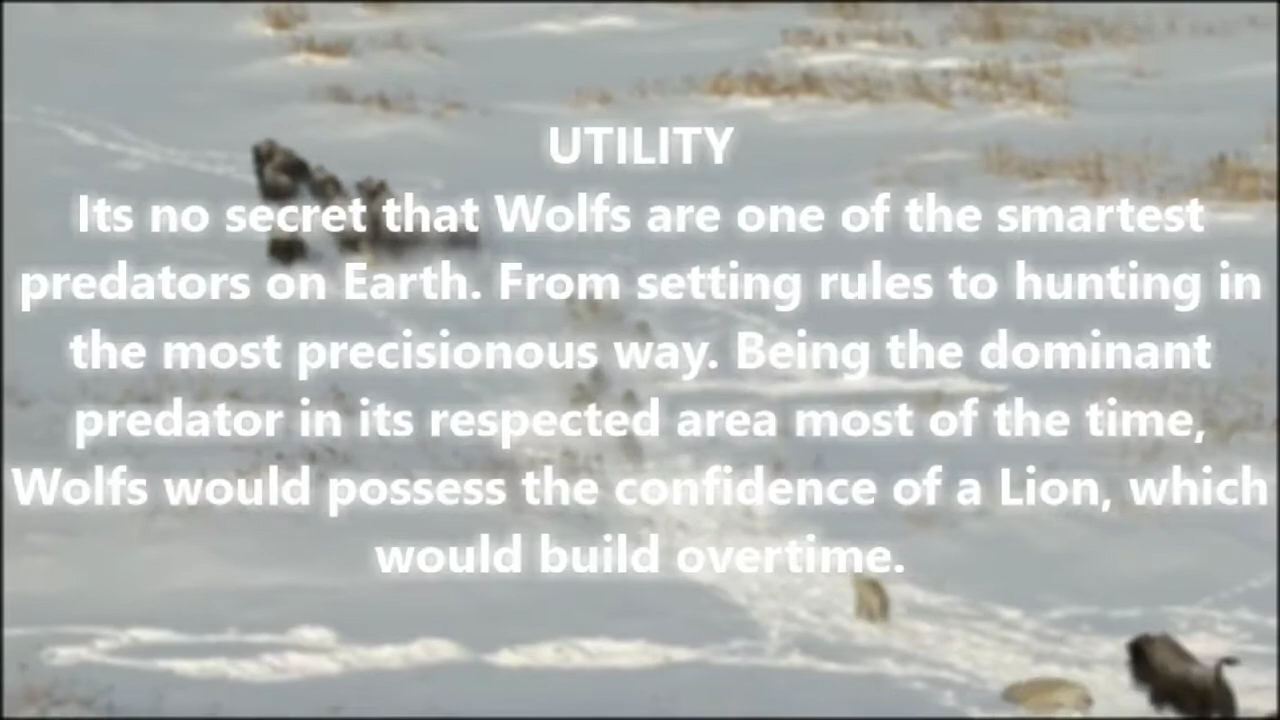 UTILITY
Its no secret that Wolfs are one of the smartest
predators on Earth. From setting rules to hunting in
the most precisionous way. Being the dominant
predator in its respected area most of the time,
Wolfs would possess the confidence of a Lion, which
would build overtime.